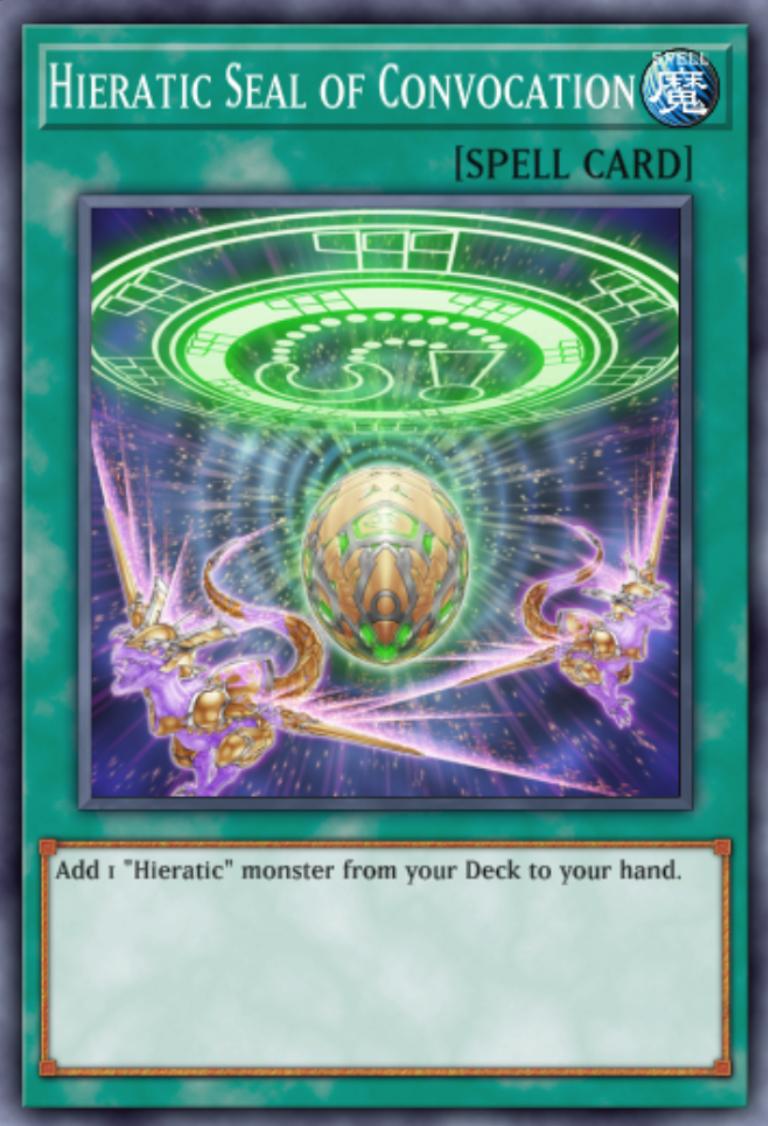 HIERATIC SEAL OF CONVOCATION
SPELL
魔
[SPELL CARD]
Add 1 "Hieratic" monster from your Deck to your hand.